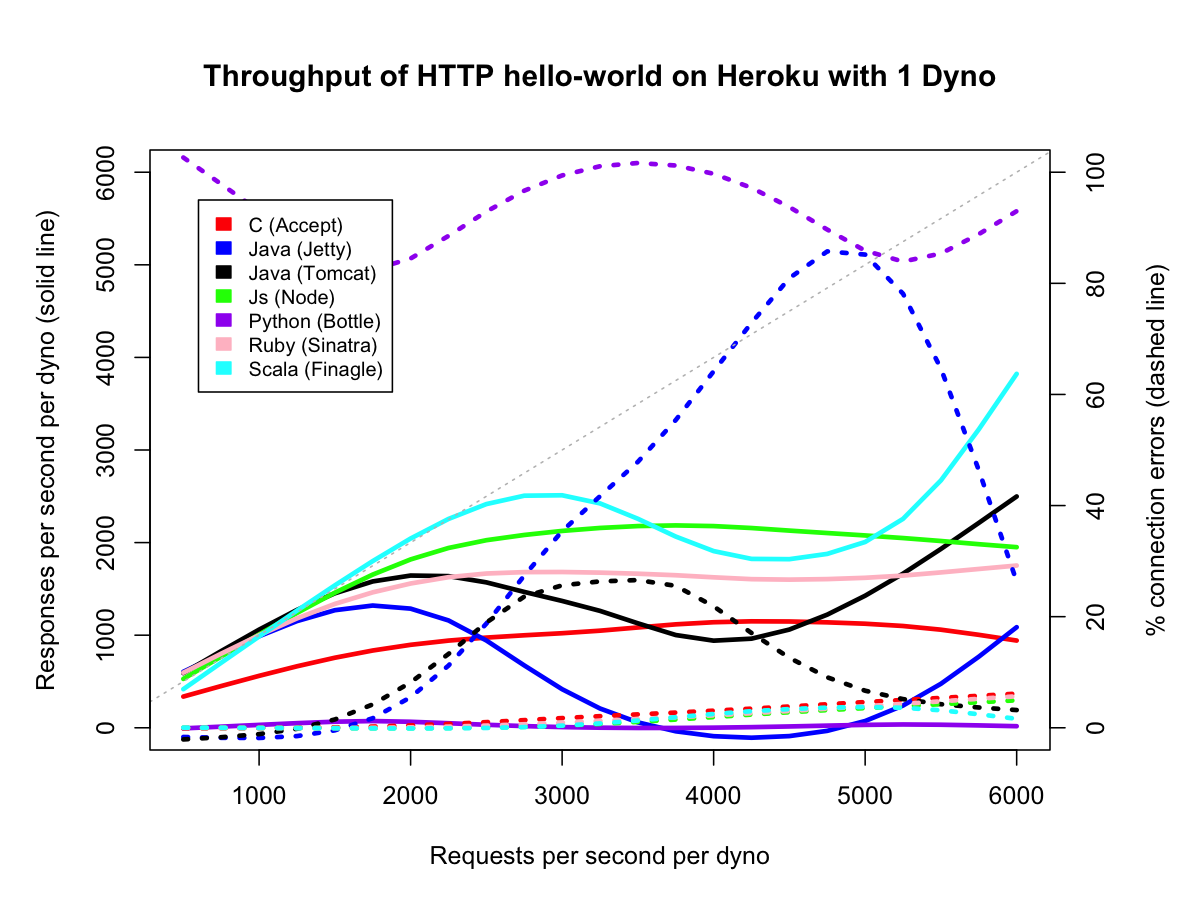 Throughput of HTTP hello-world on Heroku with 1 Dyno
Responses per second per dyno (solid line)
6000
5000
4000
3000
2000
1000
0
C (Accept)
Java (Jetty)
Java (Tomcat)
Js (Node)
Python (Bottle)
Ruby (Sinatra)
Scala (Finagle)
100
80
60
40
20
0
% connection errors (dashed line)
1000 2000 3000 4000 5000 6000
Requests per second per dyno